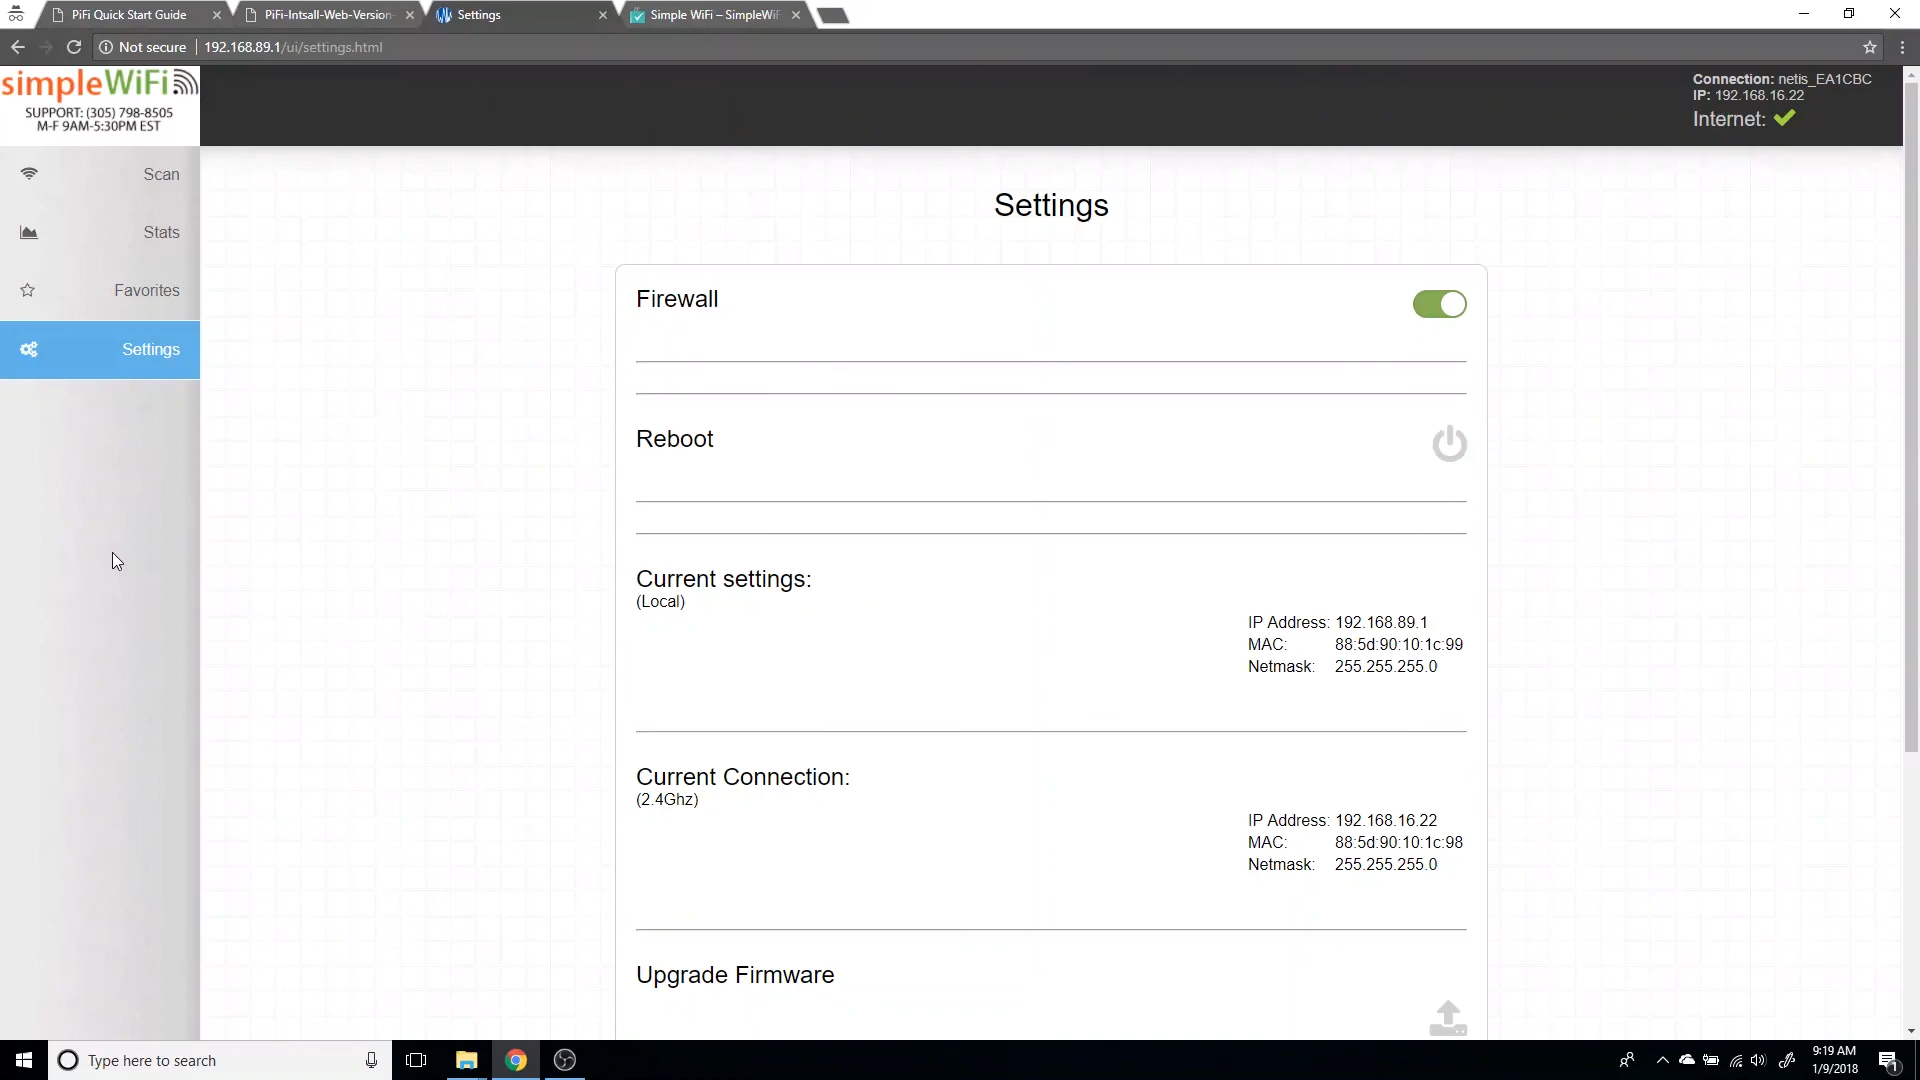 PiFi Quick Start Guide
PiFi-Intsall-Web-Version
Settings
Simple WiFi – SimpleWiF
Not secure
192.168.89.1/ui/settings.html
simpleWiFi
SUPPORT: (305) 798-8505
M-F 9AM-5:30PM EST
Connection: netis_EA1CBC
IP: 192.168.16.22
Internet:
Scan
Stats
Favorites
Settings
Settings
Firewall
Reboot
Current settings:
(Local)
IP Address: 192.168.89.1
MAC: 88:5d:90:10:1c:99
Netmask: 255.255.255.0
Current Connection:
(2.4Ghz)
IP Address: 192.168.16.22
MAC: 88:5d:90:10:1c:98
Netmask: 255.255.255.0
Upgrade Firmware
Type here to search
9:19 AM
1/9/2018
1